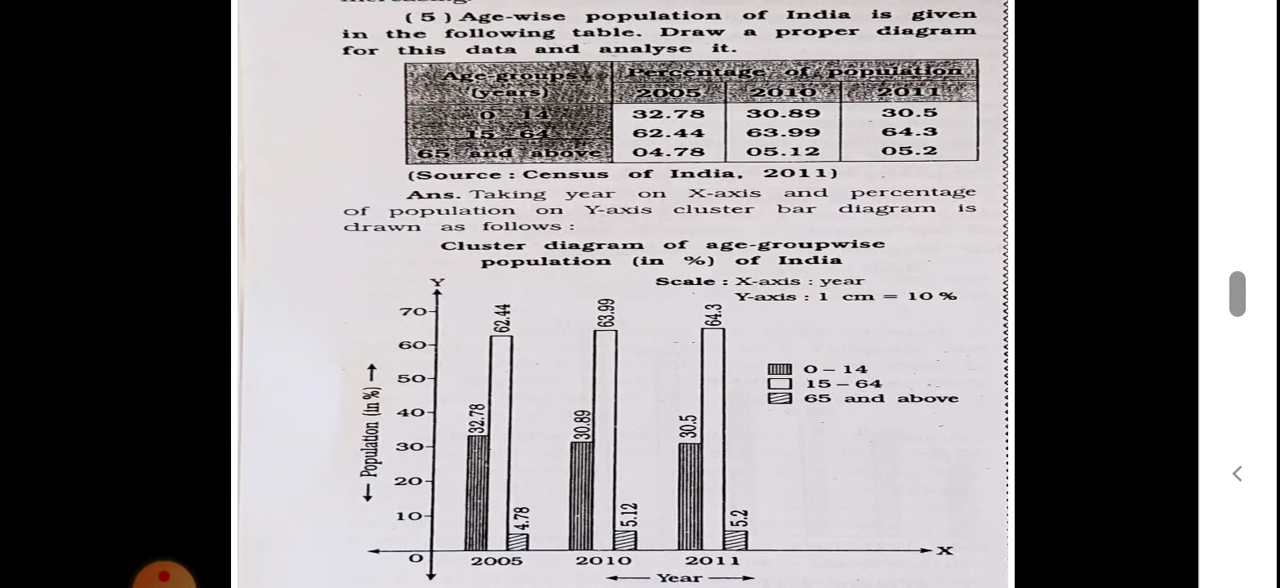 ( 5 ) Age-wise population of India is given
in the following table. Draw a proper diagram
for this data and analyse it.
Age-groups Percentage of population
(years) 2005 2010 2011
0 14 32.78 30.89 30.5
15 64 62.44 63.99 64.3
65 and above 04.78 05.12 05.2
(Source : Census of India, 2011)
Ans. Taking year on X-axis and percentage
of population on Y-axis cluster bar diagram is
drawn as follows :
Cluster diagram of age-groupwise
population (in %) of India
Scale : X-axis : year
Y-axis : 1 cm = 10 %
Y
70
60
50
40
30
20
10
O
Population (in %)
32.78
62.44
4.78
30.89
63.99
5.12
30.5
64.3
5.2
0 – 14
15 – 64
65 and above
X
2005 2010 2011
Year